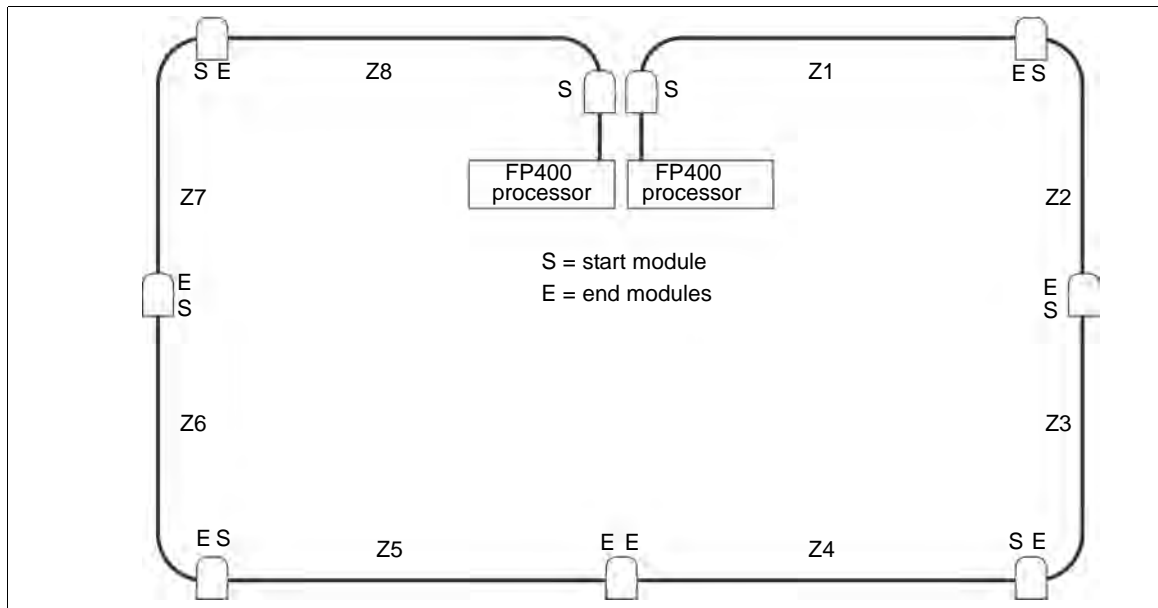 S E
Z8
Z1
E S
S
S
FP400
processor
FP400
processor
Z7
Z2
S = start module
E = end modules
E
S
E
S
Z6
Z3
E S
Z5
E E
Z4
S E